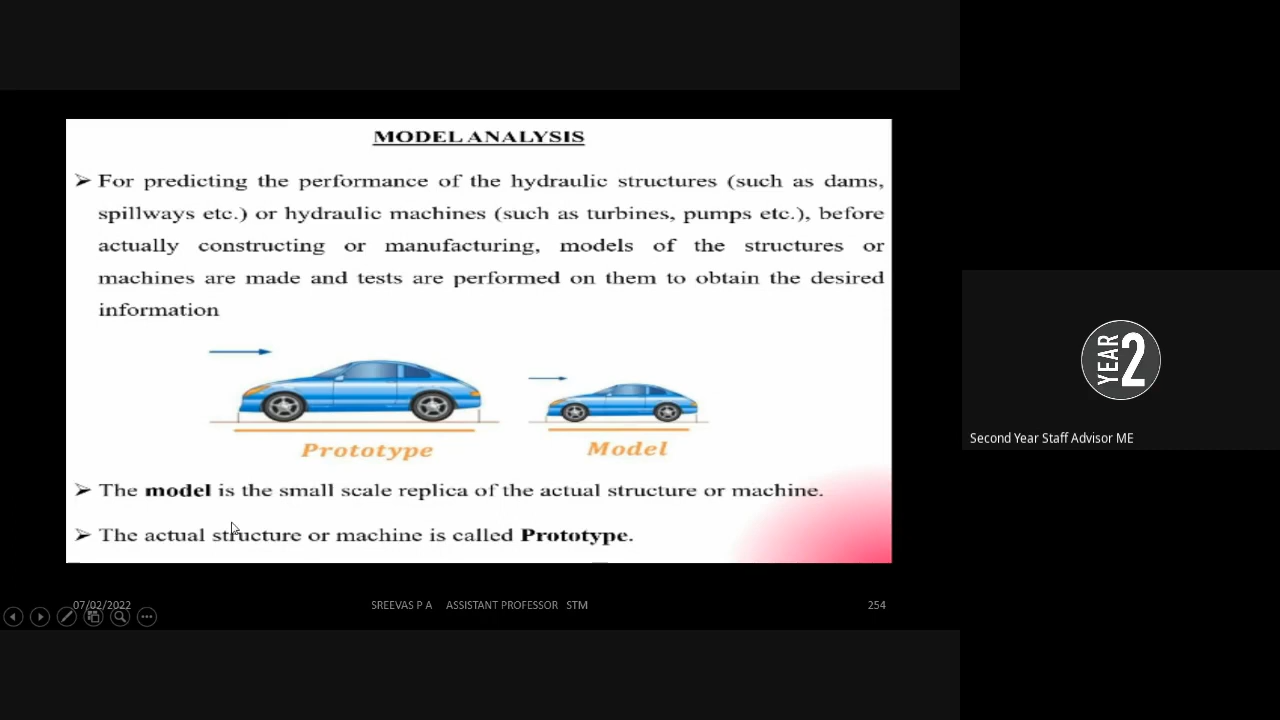 MODEL ANALYSIS
➢ For predicting the performance of the hydraulic structures (such as dams,
spillways etc.) or hydraulic machines (such as turbines, pumps etc.), before
actually constructing or manufacturing, models of the structures or
machines are made and tests are performed on them to obtain the desired
information
Prototype
Model
➢ The model is the small scale replica of the actual structure or machine.
➢ The actual structure or machine is called Prototype.
07/02/2022
SREEVAS P A ASSISTANT PROFESSOR STM
254
YEAR 2
Second Year Staff Advisor ME